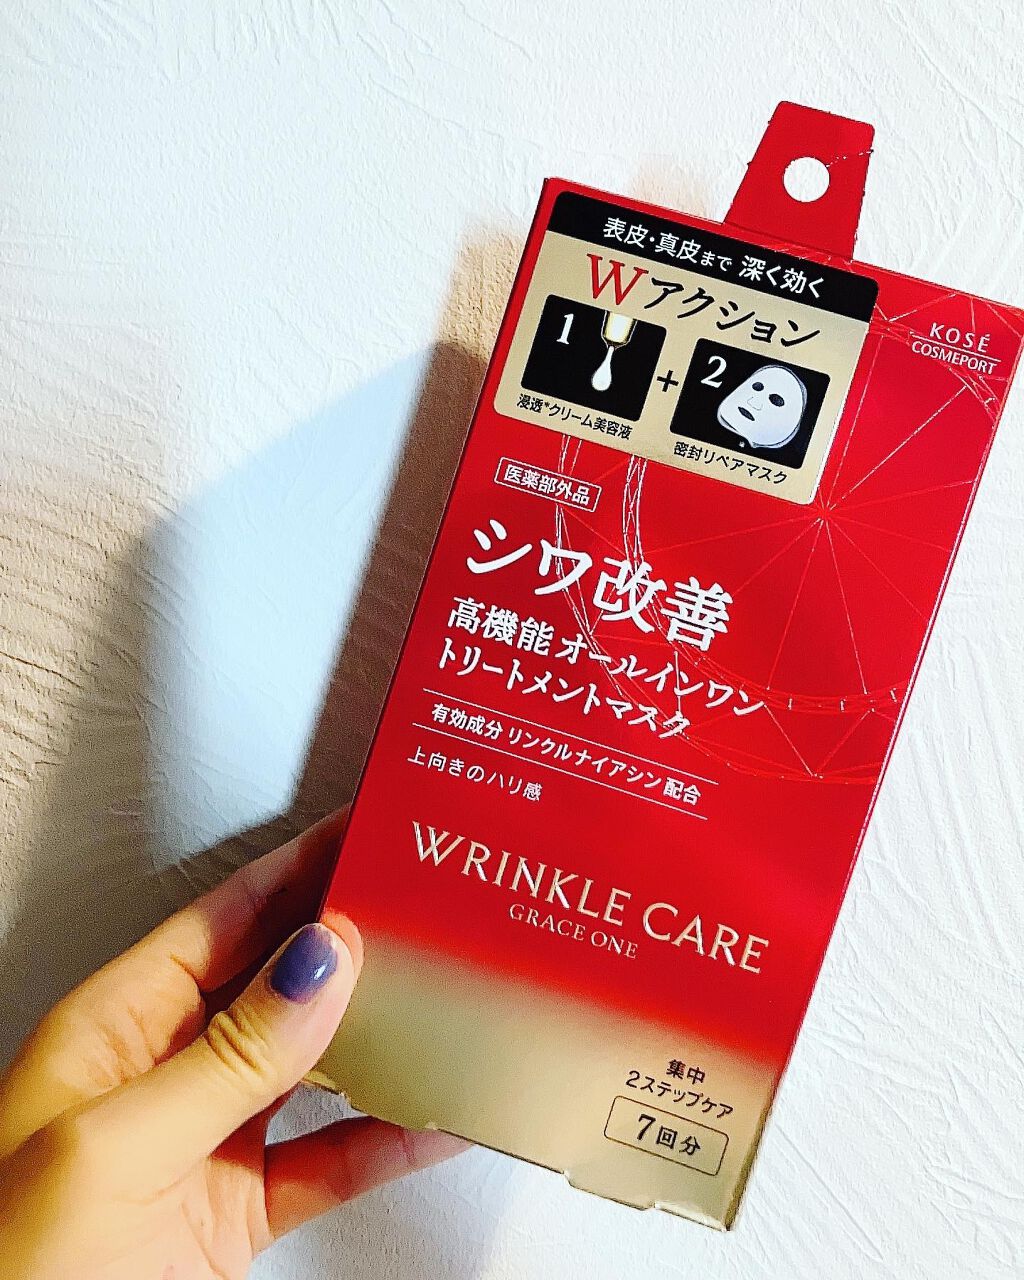 表皮・真皮まで 深く効く
Wアクション
1
+
2
浸透*クリーム美容液
密封リペアマスク
KOSÉ
COSMEPORT
医薬部外品
シワ改善
高機能 オールインワン
トリートメントマスク
有効成分 リンクルナイアシン 配合
上向きのハリ感
WRINKLE CARE
GRACE ONE
集中
2ステップケア
7回分